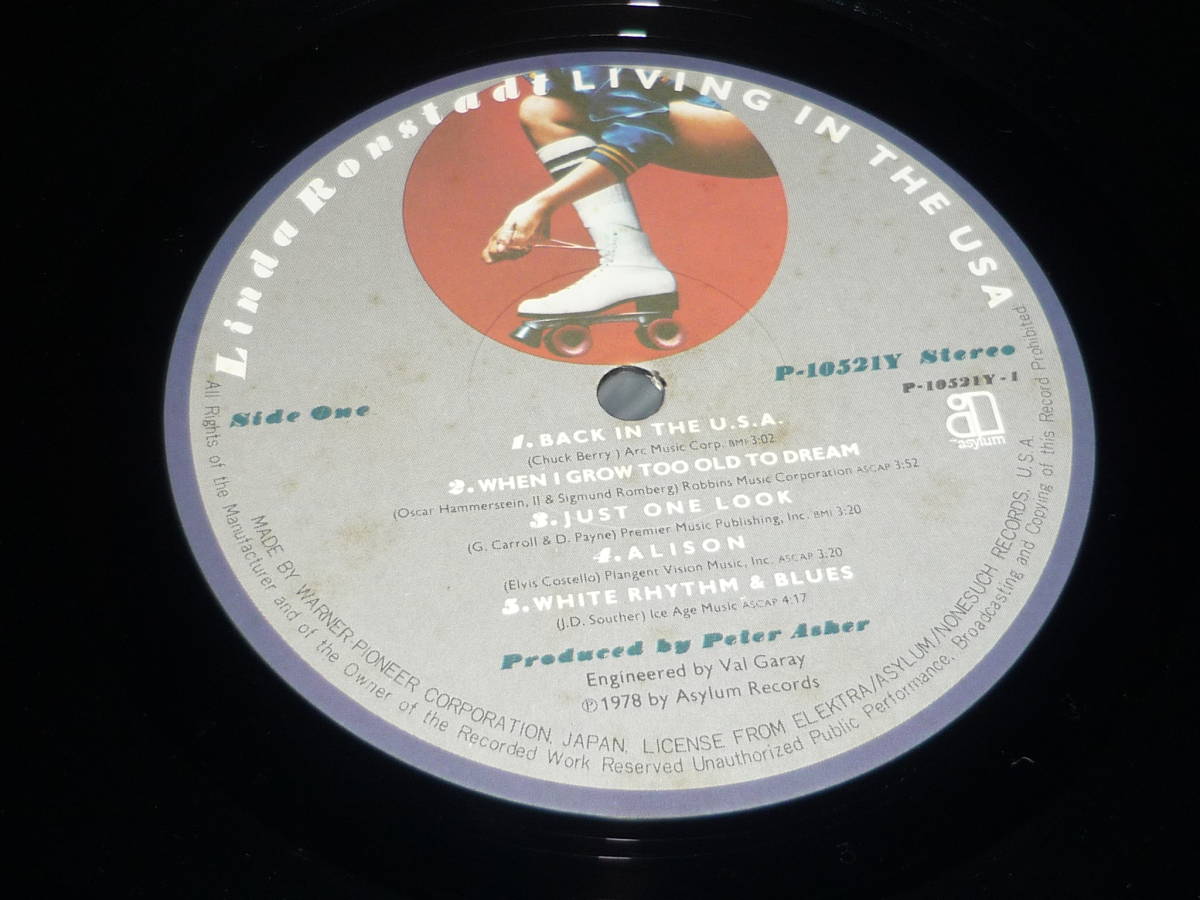 Linda Ronstadt LIVING IN THE USA
Side One
P-10521Y Stereo
P-10521Y-1
asylum
1. BACK IN THE U.S.A.
(Chuck Berry) Arc Music Corp. BMI 3:02
2. WHEN I GROW TOO OLD TO DREAM
(Oscar Hammerstein, II & Sigmund Romberg) Robbins Music Corporation ASCAP 3:52
3. JUST ONE LOOK
(G. Carroll & D. Payne) Premier Music Publishing, Inc. BMI 3:20
4. ALISON
(Elvis Costello) Plangent Vision Music, Inc. ASCAP 3:20
5. WHITE RHYTHM & BLUES
(J.D. Souther) Ice Age Music ASCAP 4:17
Produced by Peter Asher
Engineered by Val Garay
℗1978 by Asylum Records
MADE BY WARNER-PIONEER CORPORATION, JAPAN. LICENSE FROM ELEKTRA/ASYLUM/NONESUCH RECORDS, U.S.A.
All Rights of the Manufacturer and of the Owner of the Recorded Work Reserved Unauthorized Public Performance, Broadcasting and Copying of this Record Prohibited